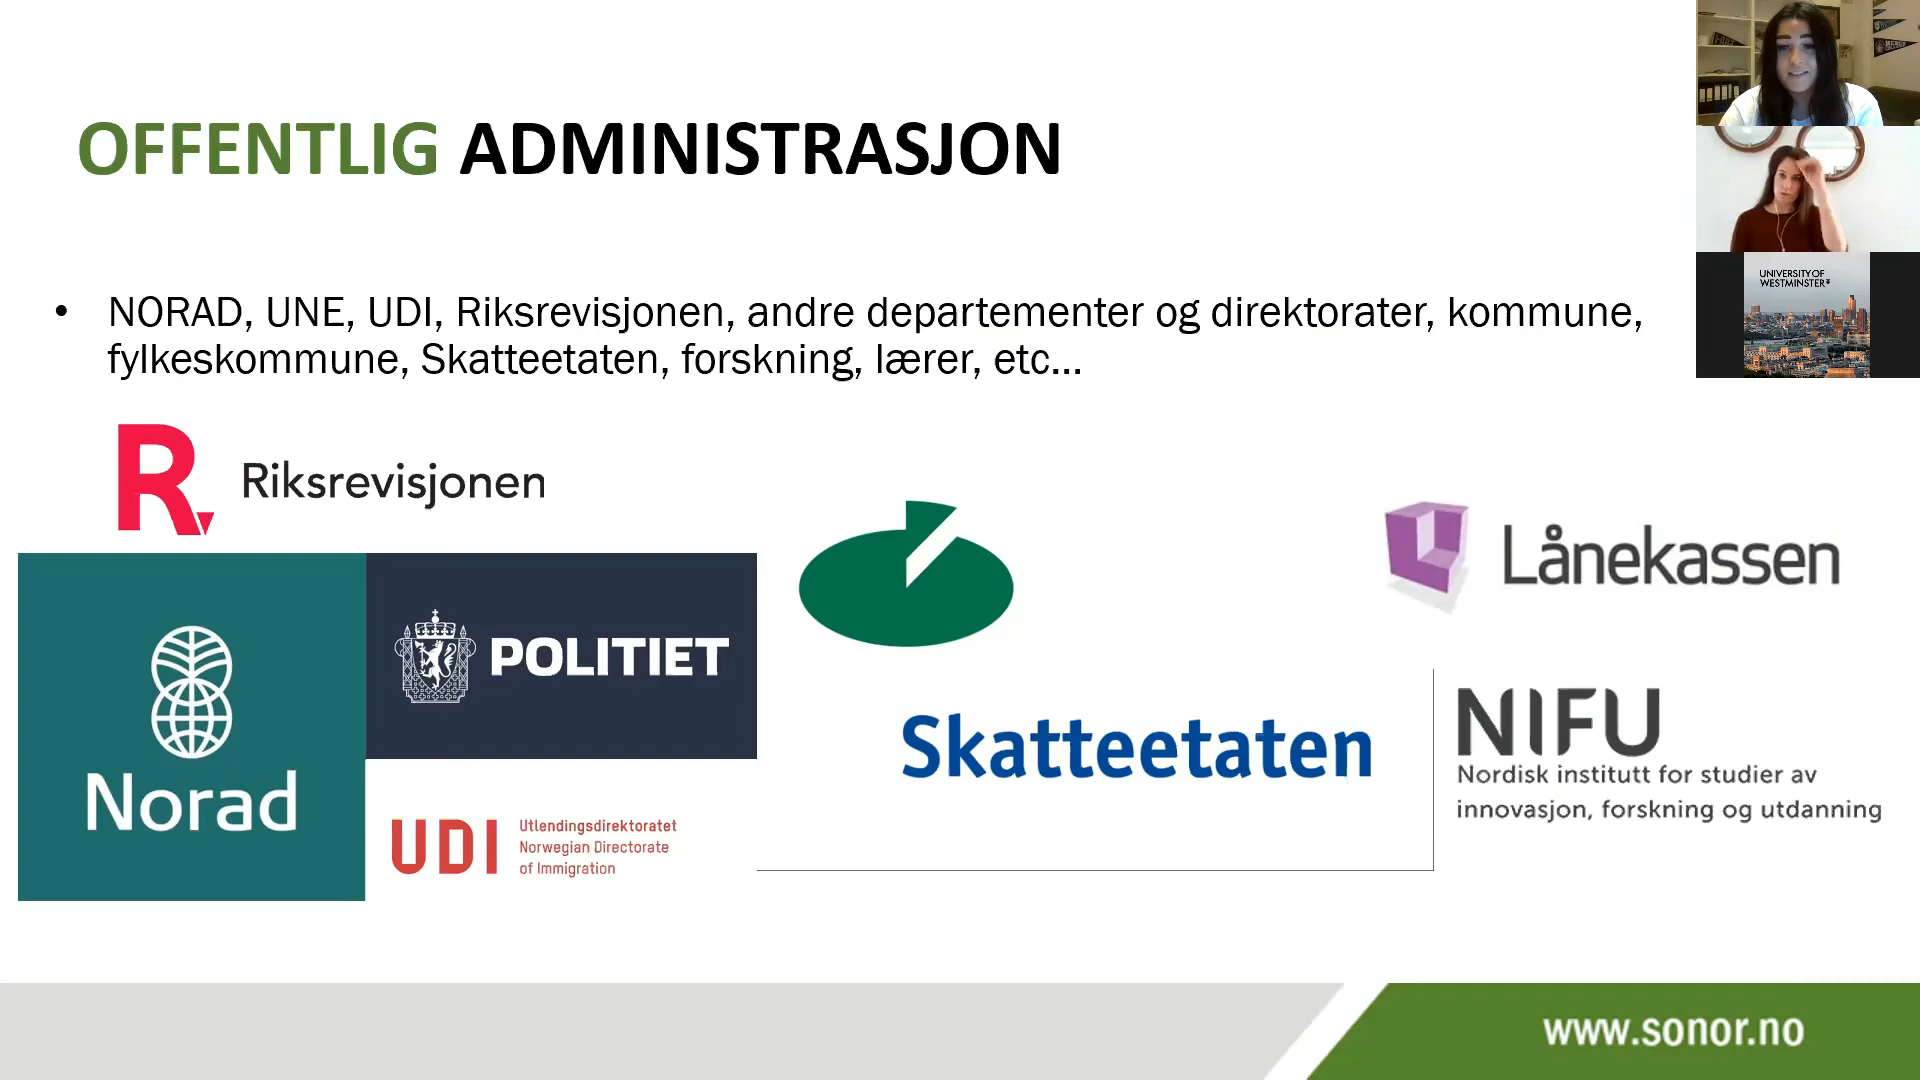 OFFENTLIG ADMINISTRASJON
• NORAD, UNE, UDI, Riksrevisjonen, andre departementer og direktorater, kommune,
fylkeskommune, Skatteetaten, forskning, lærer, etc...
R Riksrevisjonen
Norad
POLITIET
UDI
Utlendingsdirektoratet
Norwegian Directorate
of Immigration
Skatteetaten
Lånekassen
NIFU
Nordisk institutt for studier av
innovasjon, forskning og utdanning
UNIVERSITY OF
WESTMINSTER
www.sonor.no